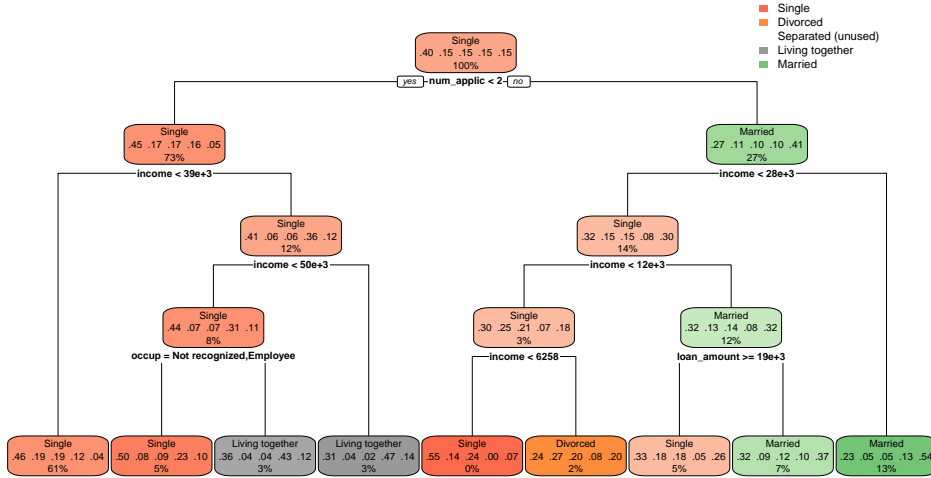 Single
Divorced
Separated (unused)
Living together
Married
Single
.40 .15 .15 .15 .15
100%
yes num_applic < 2 no
Single
.45 .17 .17 .16 .05
73%
Married
.27 .11 .10 .10 .41
27%
income < 39e+3
income < 28e+3
Single
.41 .06 .06 .36 .12
12%
Single
.32 .15 .15 .08 .30
14%
income < 50e+3
income < 12e+3
Single
.44 .07 .07 .31 .11
8%
Single
.30 .25 .21 .07 .18
3%
Married
.32 .13 .14 .08 .32
12%
occup = Not recognized,Employee
income < 6258
loan_amount >= 19e+3
Single
.46 .19 .19 .12 .04
61%
Single
.50 .08 .09 .23 .10
5%
Living together
.36 .04 .04 .43 .12
3%
Living together
.31 .04 .02 .47 .14
3%
Single
.55 .14 .24 .00 .07
0%
Divorced
.24 .27 .20 .08 .20
2%
Single
.33 .18 .18 .05 .26
5%
Married
.32 .09 .12 .10 .37
7%
Married
.23 .05 .05 .13 .54
13%